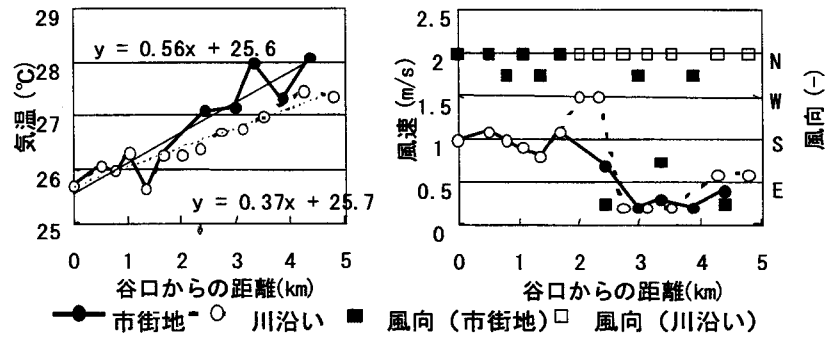 29
28
27
26
25
気温 (℃)
y = 0.56x + 25.6
y = 0.37x + 25.7
0 1 2 3 4 5
谷口からの距離(km)
2.5
2
1.5
1
0.5
0
風速 (m/s)
N
W
S
E
風向 (-)
0 1 2 3 4 5
谷口からの距離(km)
市街地 川沿い 風向（市街地） 風向（川沿い）